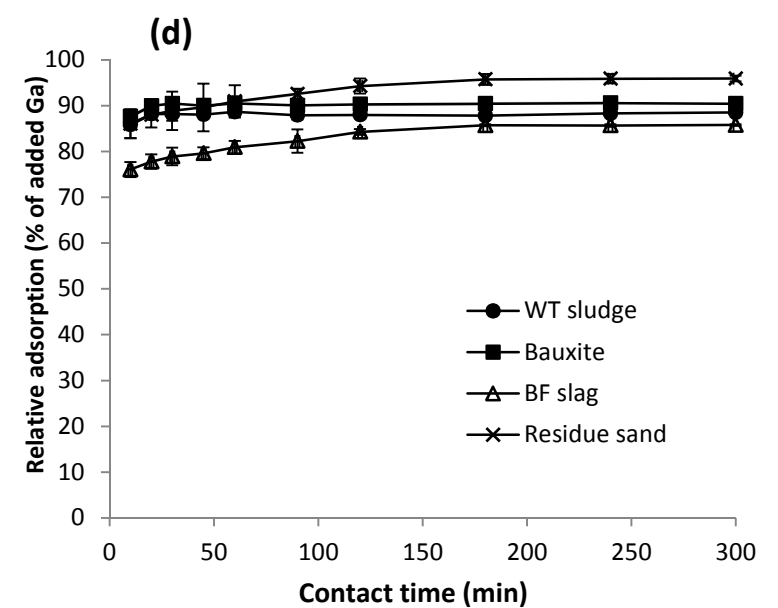 (d)
Relative adsorption (% of added Ga)
100
90
80
70
60
50
40
30
20
10
0
WT sludge
Bauxite
BF slag
Residue sand
0 50 100 150 200 250 300
Contact time (min)